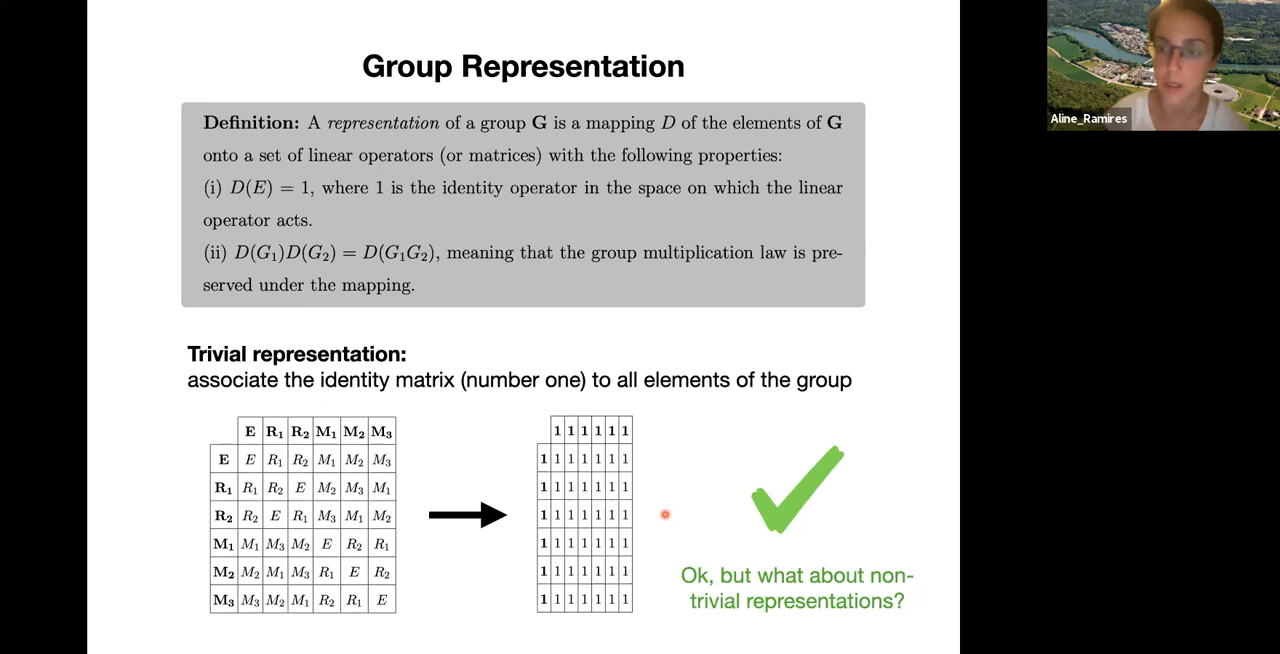 Group Representation
Definition: A representation of a group G is a mapping D of the elements of G
onto a set of linear operators (or matrices) with the following properties:
(i) D(E) = 1, where 1 is the identity operator in the space on which the linear
operator acts.
(ii) D(G₁)D(G₂) = D(G₁G₂), meaning that the group multiplication law is pre-
served under the mapping.
Trivial representation:
associate the identity matrix (number one) to all elements of the group
E R₁ R₂ M₁ M₂ M₃
E E R₁ R₂ M₁ M₂ M₃
R₁ R₁ R₂ E M₂ M₃ M₁
R₂ R₂ E R₁ M₃ M₁ M₂
M₁ M₁ M₃ M₂ E R₂ R₁
M₂ M₂ M₁ M₃ R₁ E R₂
M₃ M₃ M₂ M₁ R₂ R₁ E
1 1 1 1 1 1
1 1 1 1 1 1 1
1 1 1 1 1 1 1
1 1 1 1 1 1 1
1 1 1 1 1 1 1
1 1 1 1 1 1 1
1 1 1 1 1 1 1
Ok, but what about non-
trivial representations?
Aline_Ramires